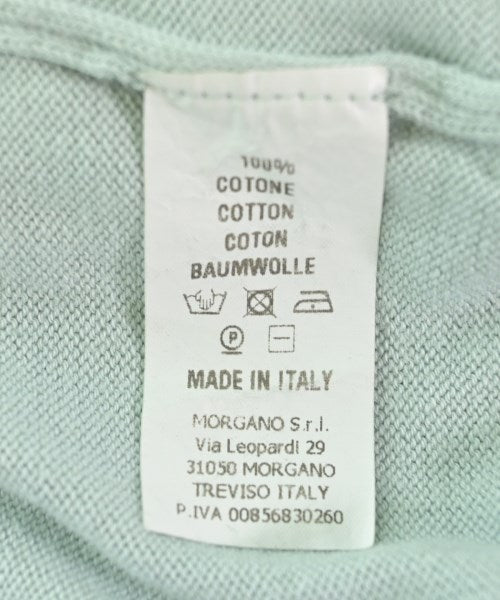 100%
COTONE
COTTON
COTON
BAUMWOLLE
P
MADE IN ITALY
MORGANO S.r.l.
Via Leopardi 29
31050 MORGANO
TREVISO ITALY
P.IVA 00856830260